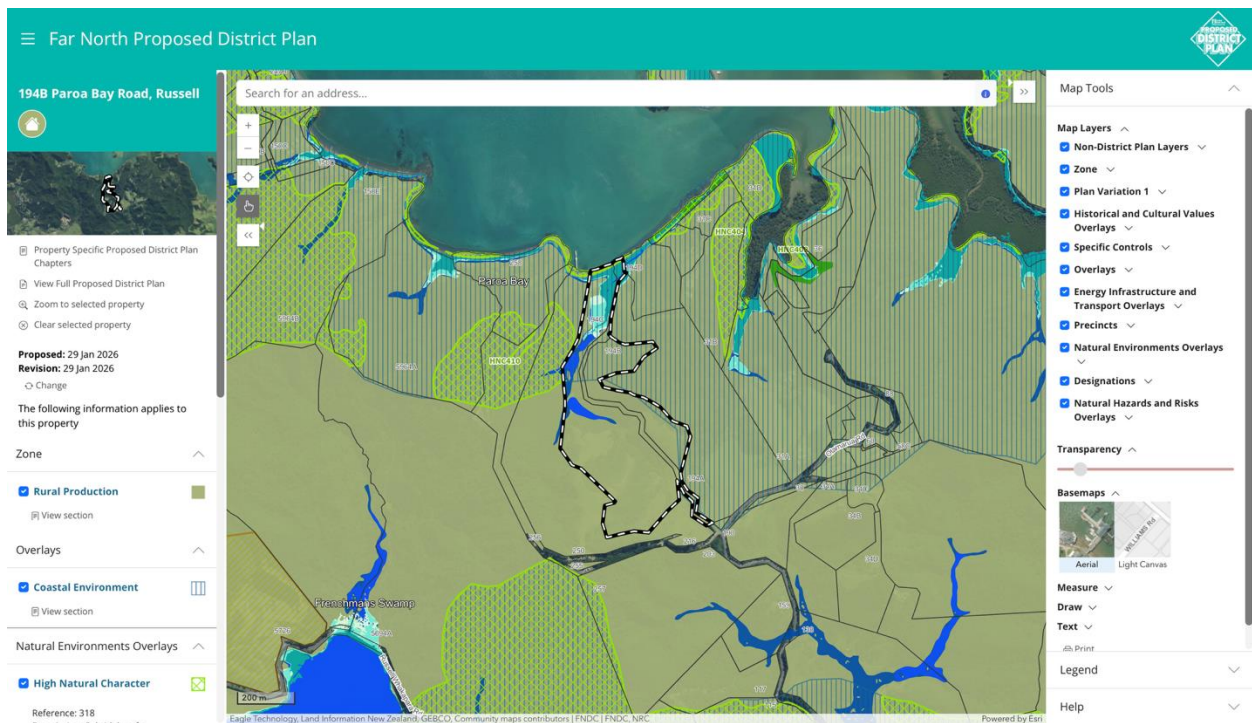 Far North Proposed District Plan
PROPOSED
DISTRICT
PLAN
194B Paroa Bay Road, Russell
Property Specific Proposed District Plan
Chapters
View Full Proposed District Plan
Zoom to selected property
Clear selected property
Proposed: 29 Jan 2026
Revision: 29 Jan 2026
Change
The following information applies to
this property
Zone
Rural Production
View section
Overlays
Coastal Environment
View section
Natural Environments Overlays
High Natural Character
Reference: 318
Search for an address...
+
−
<<
>>
Paroa Bay
HNC410
HNC404
Frenchmans Swamp
200 m
Eagle Technology, Land Information New Zealand, GEBCO, Community maps contributors | FNDC | FNDC, NRC
Powered by Esri
Map Tools
Map Layers
Non-District Plan Layers
Zone
Plan Variation 1
Historical and Cultural Values
Overlays
Specific Controls
Overlays
Energy Infrastructure and
Transport Overlays
Precincts
Natural Environments Overlays
Designations
Natural Hazards and Risks
Overlays
Transparency
Basemaps
WILLIAMS Rd
Aerial
Light Canvas
Measure
Draw
Text
Print
Legend
Help